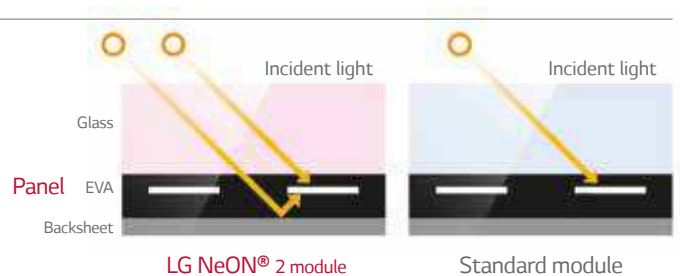 Incident light
Incident light
Glass
Panel
EVA
Backsheet
LG NeON® 2 module
Standard module